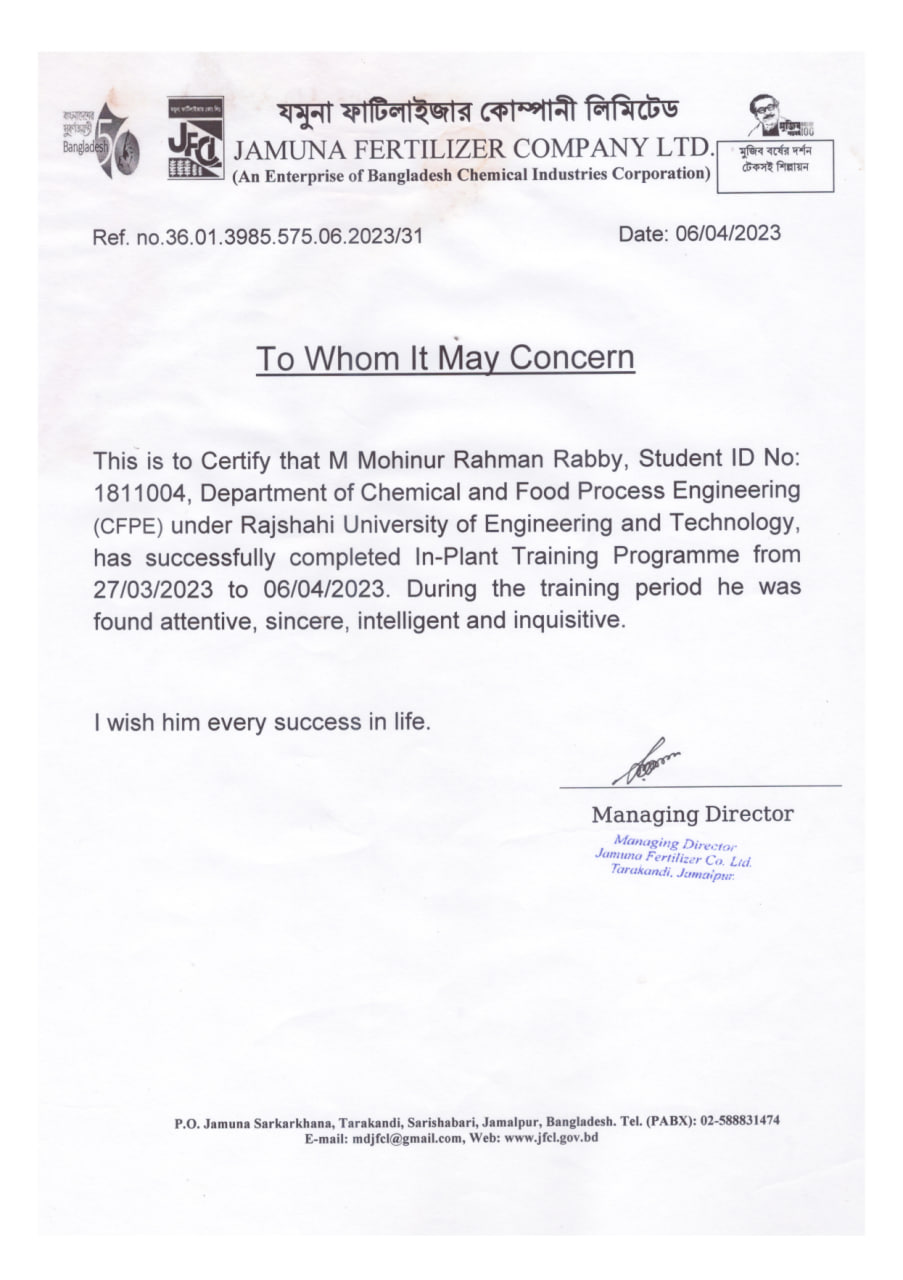 যমুনা ফার্টিলাইজার কোম্পানী লিমিটেড
JAMUNA FERTILIZER COMPANY LTD.
(An Enterprise of Bangladesh Chemical Industries Corporation)
বাংলাদেশের
সুবর্ণজয়ন্তী
Bangladesh
50
JFCL
মুজিব
100
মুজিব বর্ষের দর্শন
টেকসই শিল্পায়ন
Ref. no.36.01.3985.575.06.2023/31
Date: 06/04/2023
To Whom It May Concern
This is to Certify that M Mohinur Rahman Rabby, Student ID No:
1811004, Department of Chemical and Food Process Engineering
(CFPE) under Rajshahi University of Engineering and Technology,
has successfully completed In-Plant Training Programme from
27/03/2023 to 06/04/2023. During the training period he was
found attentive, sincere, intelligent and inquisitive.
I wish him every success in life.
Managing Director
Managing Director
Jamuna Fertilizer Co. Ltd.
Tarakandi, Jamalpur.
P.O. Jamuna Sarkarkhana, Tarakandi, Sarishabari, Jamalpur, Bangladesh. Tel. (PABX): 02-588831474
E-mail: mdjfcl@gmail.com, Web: www.jfcl.gov.bd